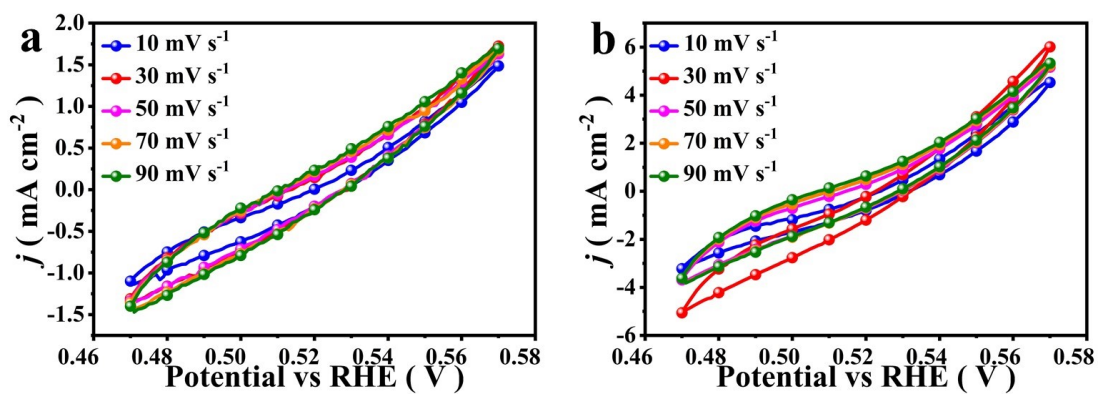 a
10 mV s⁻¹
30 mV s⁻¹
50 mV s⁻¹
70 mV s⁻¹
90 mV s⁻¹
2.0
1.5
1.0
0.5
0.0
-0.5
-1.0
-1.5
j ( mA cm⁻²)
0.46 0.48 0.50 0.52 0.54 0.56 0.58
Potential vs RHE ( V )
b
10 mV s⁻¹
30 mV s⁻¹
50 mV s⁻¹
70 mV s⁻¹
90 mV s⁻¹
6
4
2
0
-2
-4
-6
j ( mA cm⁻²)
0.46 0.48 0.50 0.52 0.54 0.56 0.58
Potential vs RHE ( V )